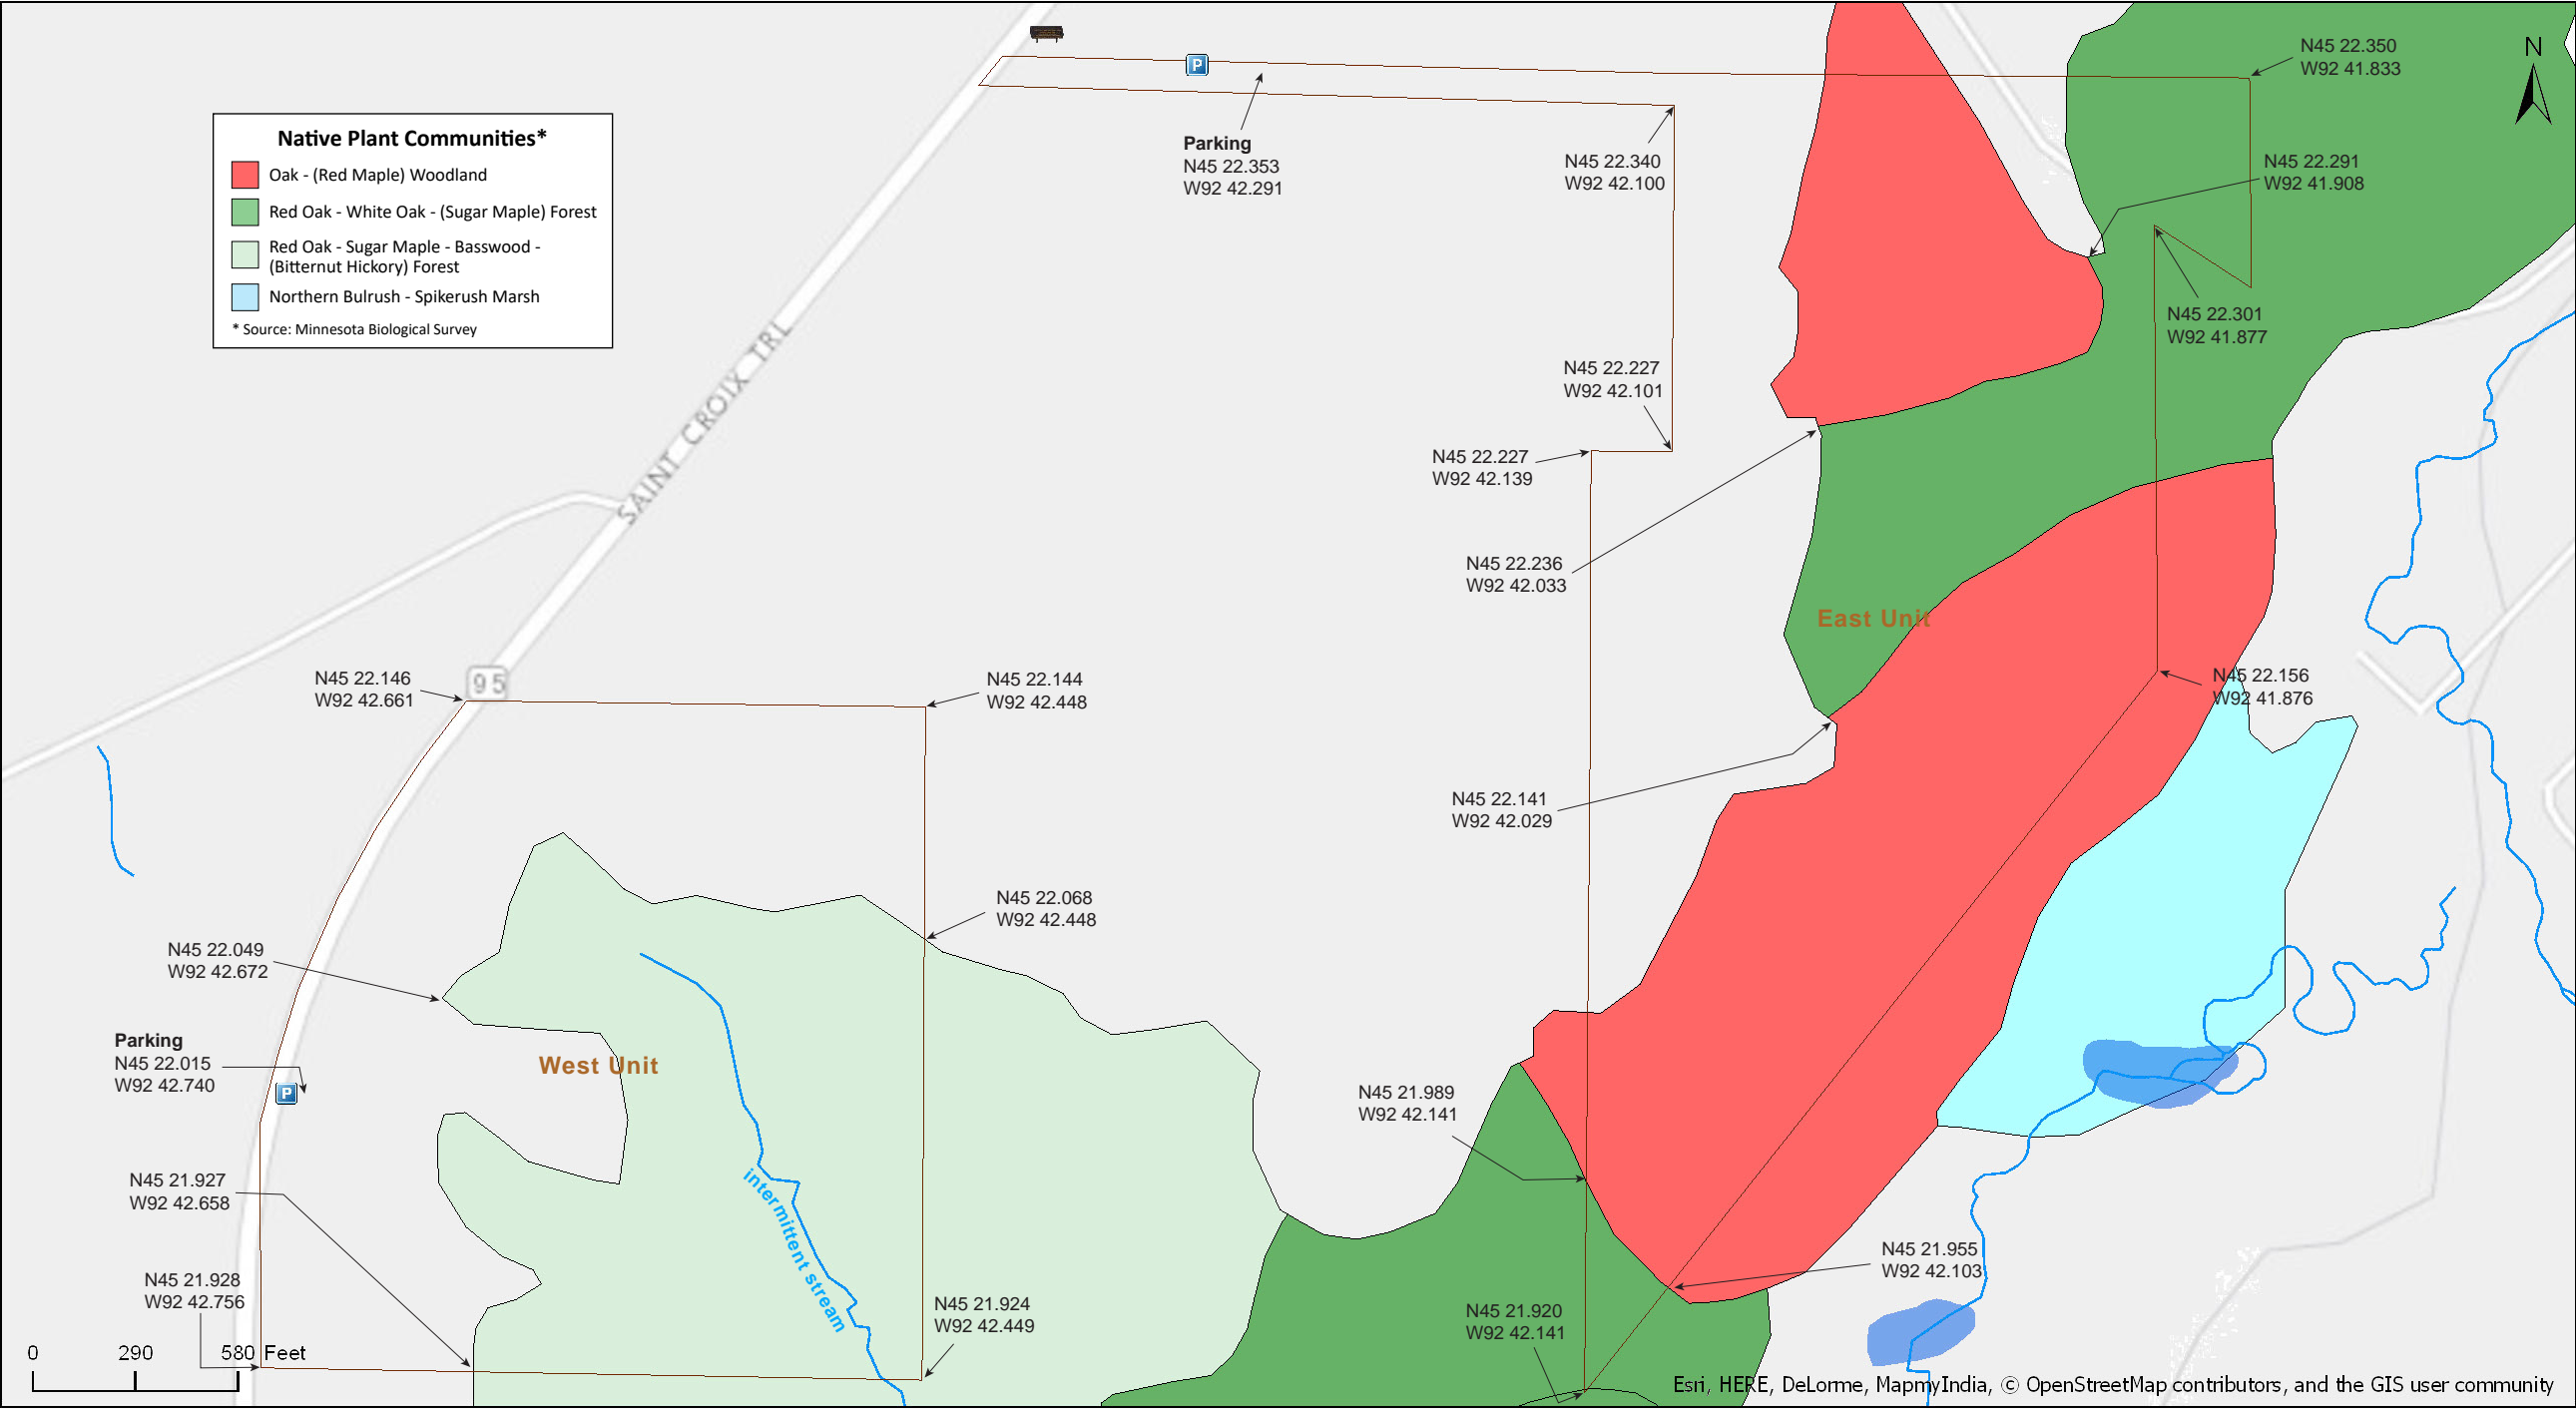 N
N45 22.350
W92 41.833
Native Plant Communities*
Oak - (Red Maple) Woodland
Red Oak - White Oak - (Sugar Maple) Forest
Red Oak - Sugar Maple - Basswood -
(Bitternut Hickory) Forest
Northern Bulrush - Spikerush Marsh
* Source: Minnesota Biological Survey
P
Parking
N45 22.353
W92 42.291
N45 22.340
W92 42.100
N45 22.291
W92 41.908
N45 22.301
W92 41.877
SAINT CROIX TRL
N45 22.227
W92 42.101
N45 22.227
W92 42.139
N45 22.236
W92 42.033
East Unit
N45 22.146
W92 42.661
95
N45 22.144
W92 42.448
N45 22.156
W92 41.876
N45 22.141
W92 42.029
N45 22.068
W92 42.448
N45 22.049
W92 42.672
Parking
N45 22.015
W92 42.740
P
West Unit
N45 21.989
W92 42.141
N45 21.927
W92 42.658
intermittent stream
N45 21.955
W92 42.103
N45 21.928
W92 42.756
N45 21.924
W92 42.449
N45 21.920
W92 42.141
0 290 580 Feet
Esri, HERE, DeLorme, MapmyIndia, © OpenStreetMap contributors, and the GIS user community